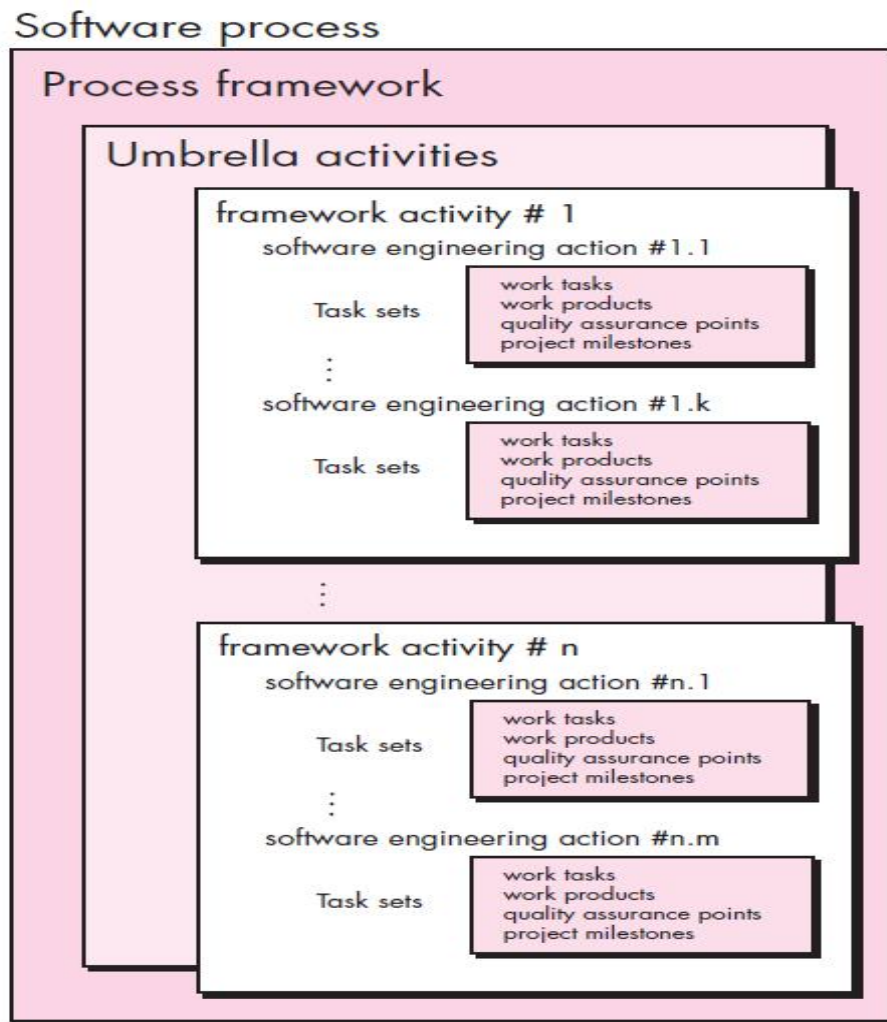 Software process
Process framework
Umbrella activities
framework activity # 1
software engineering action #1.1
Task sets
work tasks
work products
quality assurance points
project milestones
software engineering action #1.k
Task sets
work tasks
work products
quality assurance points
project milestones
framework activity # n
software engineering action #n.1
Task sets
work tasks
work products
quality assurance points
project milestones
software engineering action #n.m
Task sets
work tasks
work products
quality assurance points
project milestones